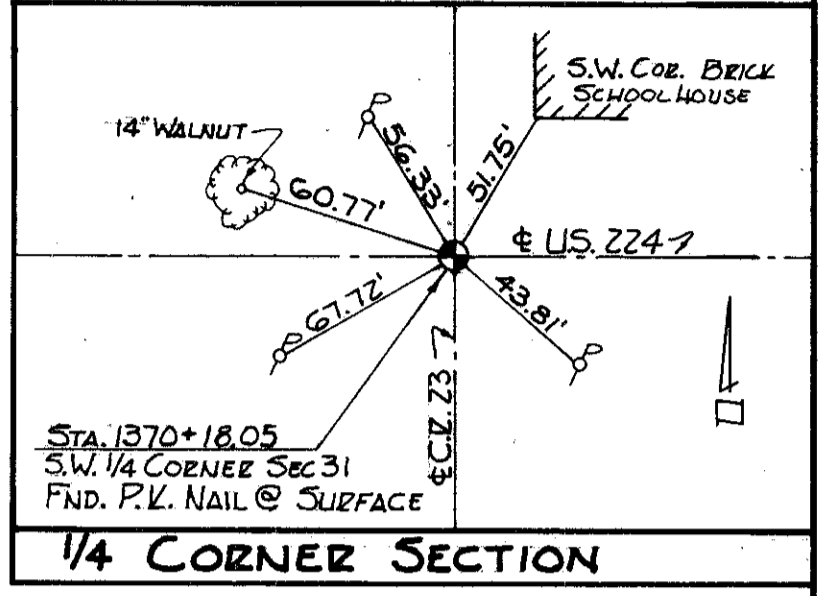 S.W. COR. BRICK
SCHOOL HOUSE
14" WALNUT
56.33'
51.75'
60.77'
℄ U.S. 224
67.72'
43.81'
℄ C.R. 23
STA. 1370+18.05
S.W. 1/4 CORNER SEC 31
FND. P.K. NAIL @ SURFACE
1/4 CORNER SECTION